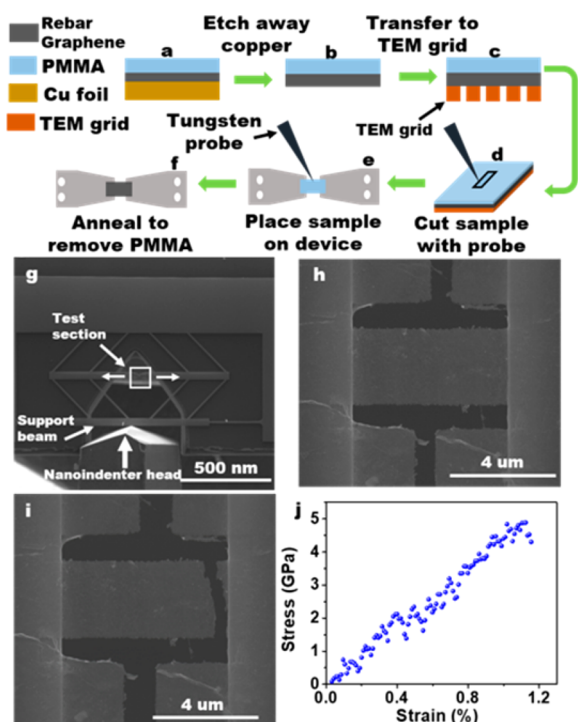 Rebar
Graphene
PMMA
Cu foil
TEM grid
a
Etch away
copper
b
Transfer to
TEM grid
c
TEM grid
Tungsten
probe
f
e
d
Anneal to
remove PMMA
Place sample
on device
Cut sample
with probe
g
Test
section
Support
beam
Nanoindenter head
500 nm
h
4 um
i
4 um
j
Stress (GPa)
5
4
3
2
1
0
0.0 0.4 0.8 1.2
Strain (%)